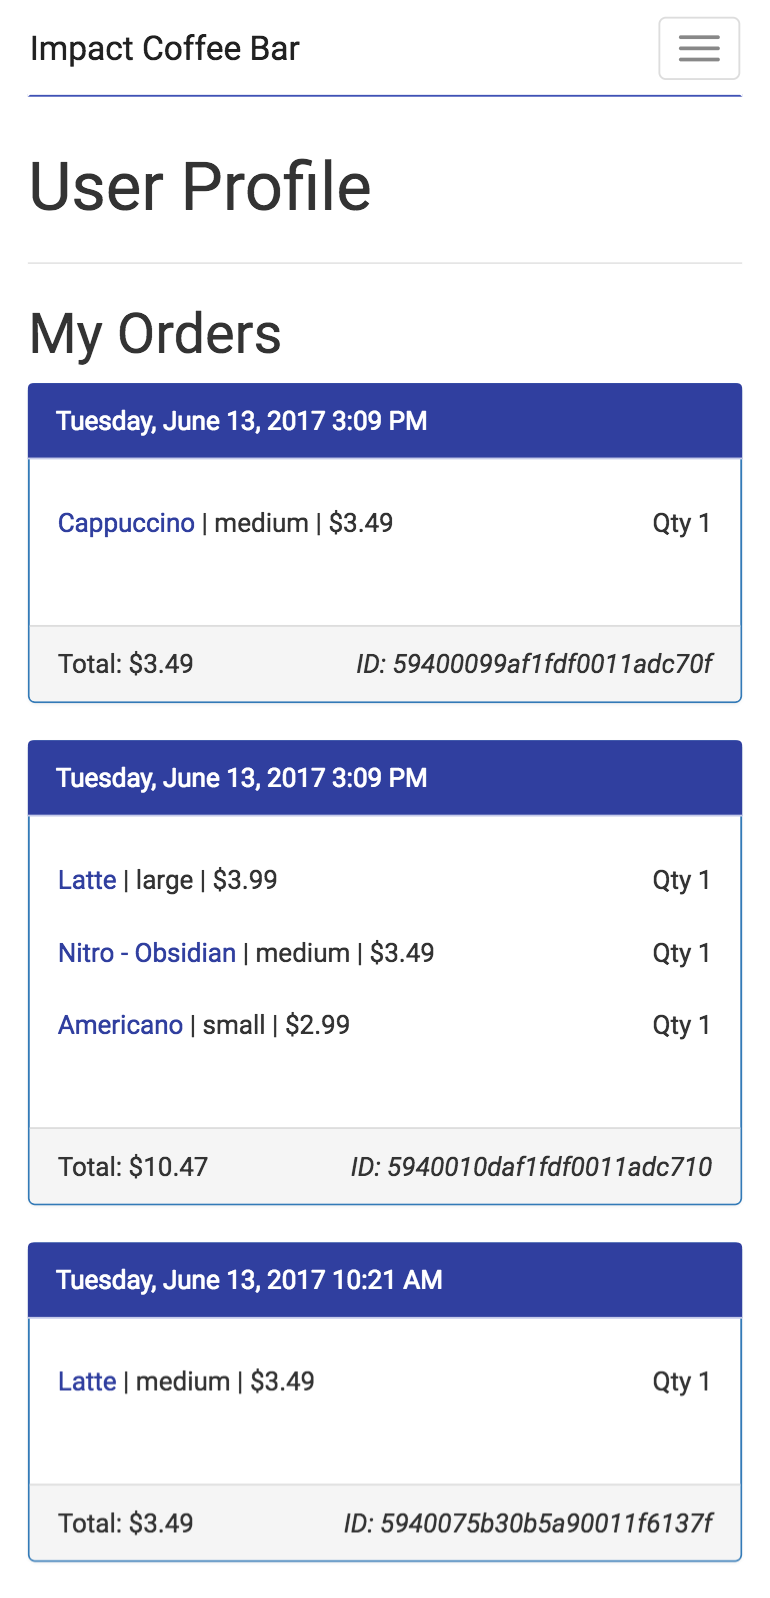 Impact Coffee Bar
User Profile
My Orders
Tuesday, June 13, 2017 3:09 PM
Cappuccino | medium | $3.49 Qty 1
Total: $3.49 ID: 59400099af1fdf0011adc70f
Tuesday, June 13, 2017 3:09 PM
Latte | large | $3.99 Qty 1
Nitro - Obsidian | medium | $3.49 Qty 1
Americano | small | $2.99 Qty 1
Total: $10.47 ID: 5940010daf1fdf0011adc710
Tuesday, June 13, 2017 10:21 AM
Latte | medium | $3.49 Qty 1
Total: $3.49 ID: 5940075b30b5a90011f6137f